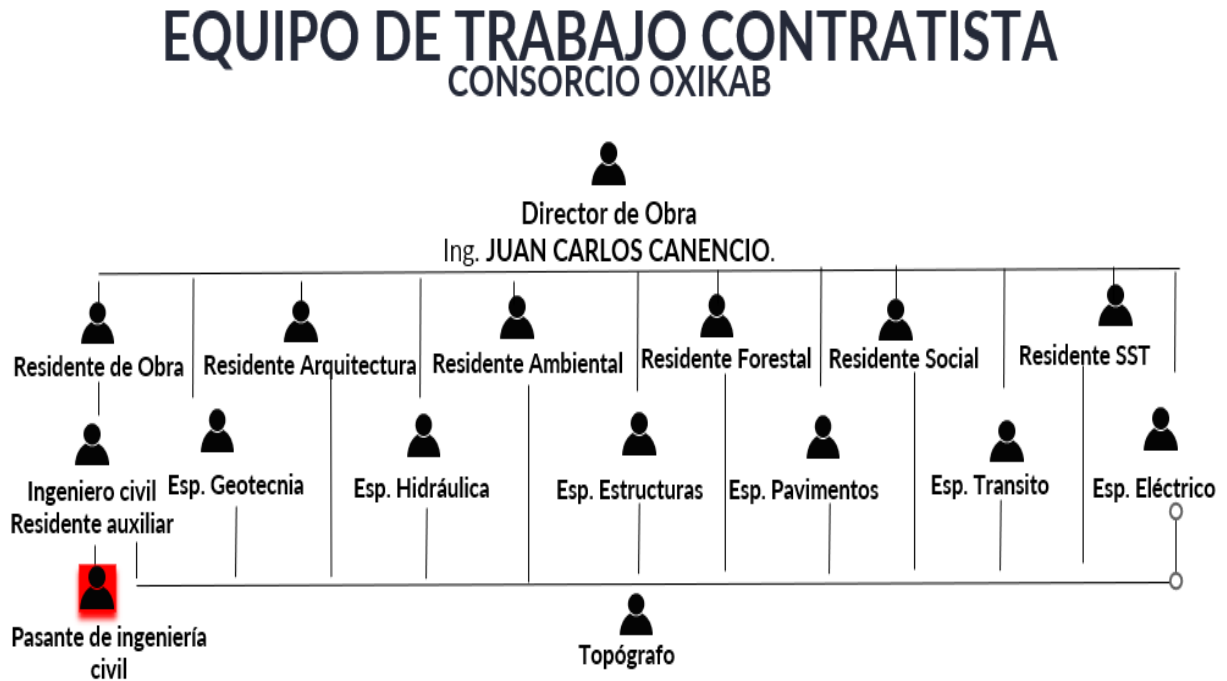 EQUIPO DE TRABAJO CONTRATISTA
CONSORCIO OXIKAB
Director de Obra
Ing. JUAN CARLOS CANENCIO.
Residente de Obra
Residente Arquitectura
Residente Ambiental
Residente Forestal
Residente Social
Residente SST
Ingeniero civil
Residente auxiliar
Esp. Geotecnia
Esp. Hidráulica
Esp. Estructuras
Esp. Pavimentos
Esp. Transito
Esp. Eléctrico
Pasante de ingeniería
civil
Topógrafo